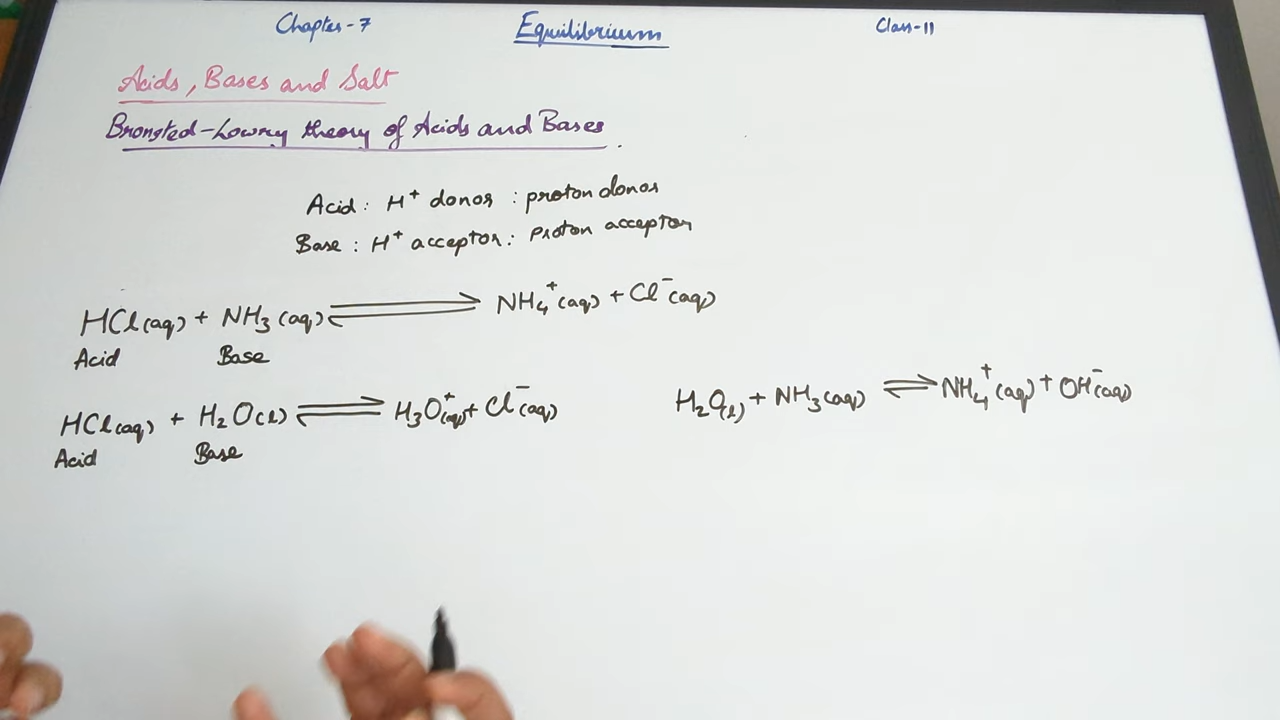 Chapter-7 Equilibrium Class-11
Acids, Bases and Salt
Bronsted-Lowry theory of Acids and Bases.
Acid : H⁺ donor : proton donor
Base : H⁺ acceptor : Proton acceptor
HCl(aq) + NH₃(aq) ⇌ NH₄⁺(aq) + Cl⁻(aq)
Acid Base
HCl(aq) + H₂O(l) ⇌ H₃O⁺(aq) + Cl⁻(aq)
Acid Base
H₂O(l) + NH₃(aq) ⇌ NH₄⁺(aq) + OH⁻(aq)